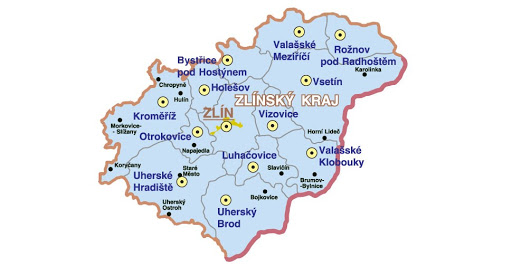 Valašské
Meziříčí
Rožnov
pod Radhoštěm
Karolinka
Bystřice
pod Hostýnem
Chropyně
Hulín
Holešov
Vsetín
ZLÍNSKÝ KRAJ
Kroměříž
ZLÍN
Vizovice
Morkovice-
- Slížany
Otrokovice
Napajedla
Horní Lideč
Valašské
Klobouky
Luhačovice
Koryčany
Staré
Město
Slavičín
Uherské
Hradiště
Brumov-
-Bylnice
Bojkovice
Uherský
Ostroh
Uherský
Brod